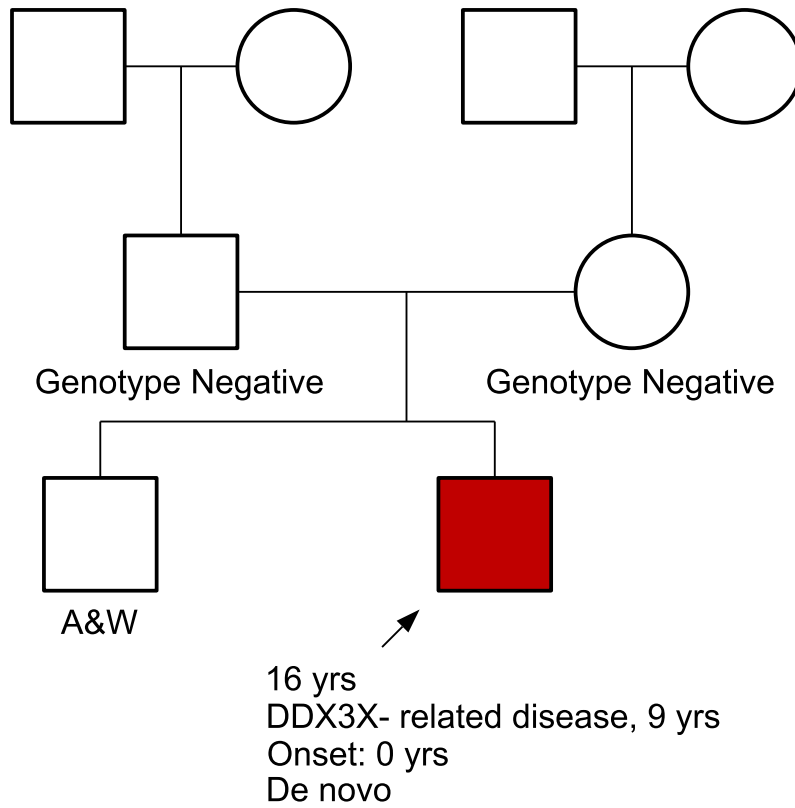 Genotype Negative
Genotype Negative
A&W
16 yrs
DDX3X- related disease, 9 yrs
Onset: 0 yrs
De novo